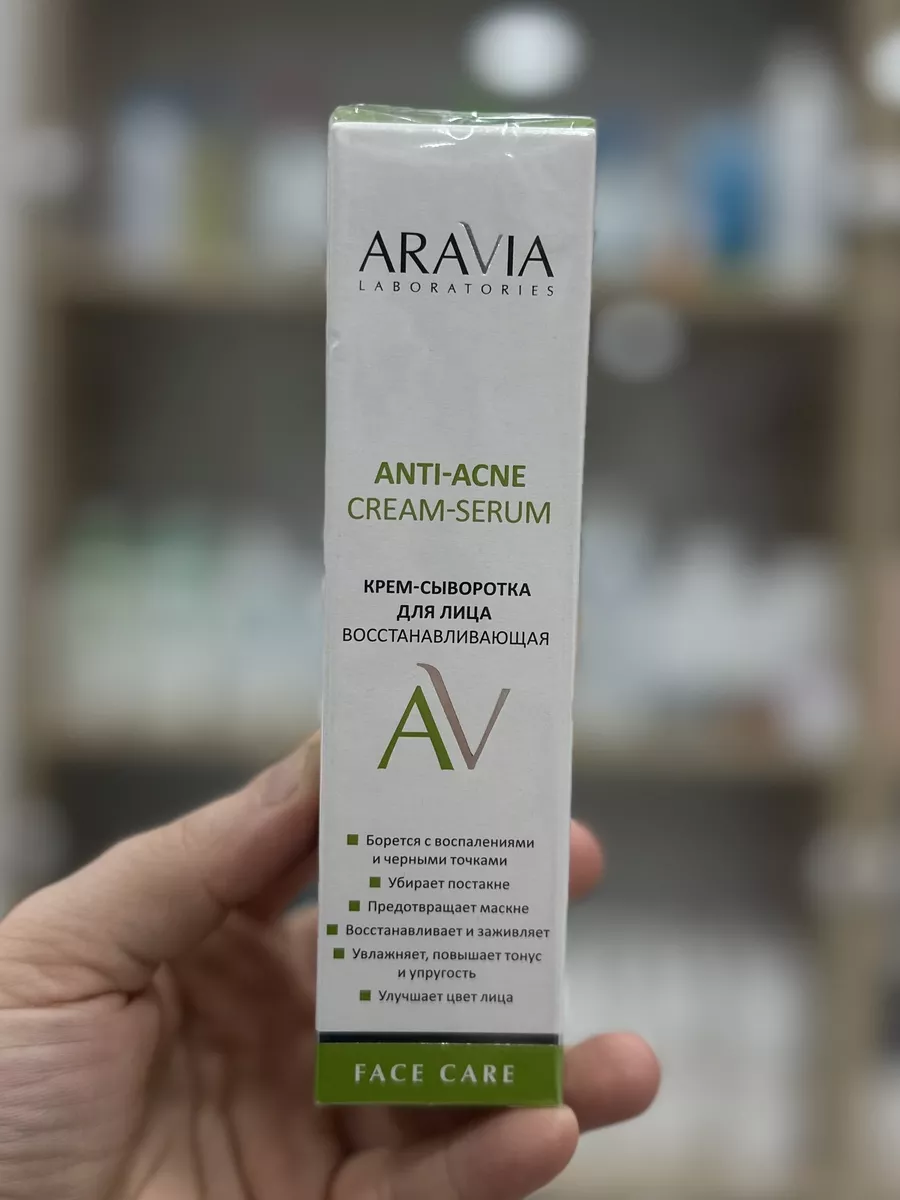 ARAVIA
LABORATORIES
ANTI-ACNE
CREAM-SERUM
КРЕМ-СЫВОРОТКА
ДЛЯ ЛИЦА
ВОССТАНАВЛИВАЮЩАЯ
AV
Борется с воспалениями
и черными точками
Убирает постакне
Предотвращает маскне
Восстанавливает и заживляет
Увлажняет, повышает тонус
и упругость
Улучшает цвет лица
FACE CARE